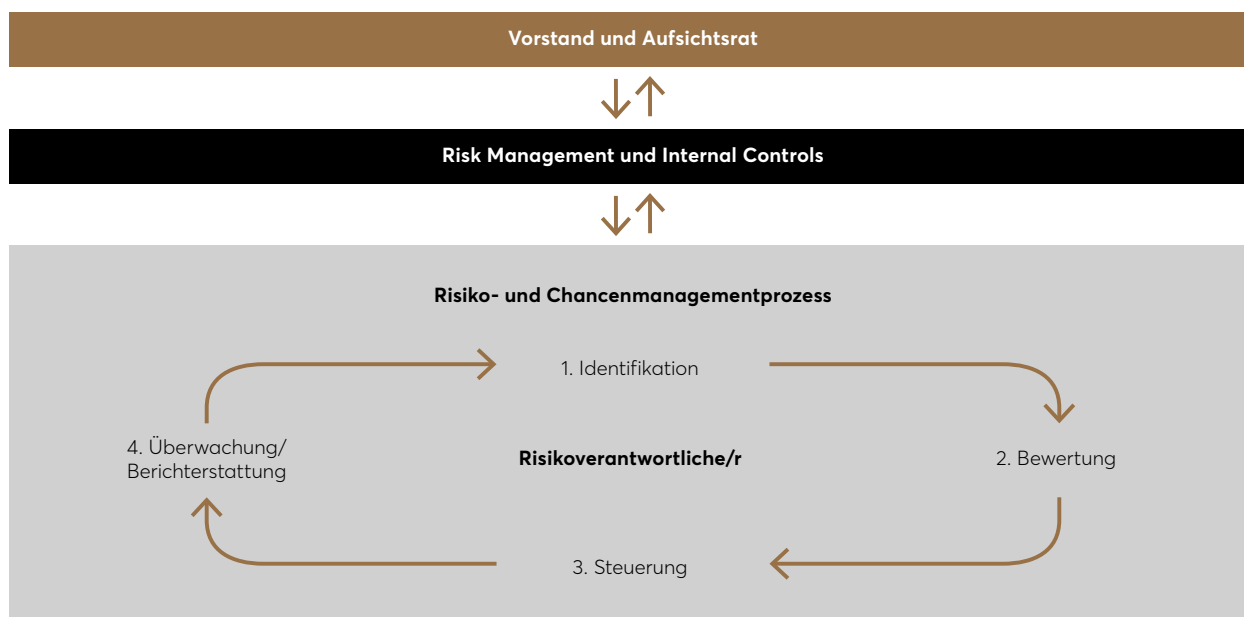 Vorstand und Aufsichtsrat
Risk Management und Internal Controls
Risiko- und Chancenmanagementprozess
1. Identifikation
4. Überwachung/
Berichterstattung
Risikoverantwortliche/r
2. Bewertung
3. Steuerung